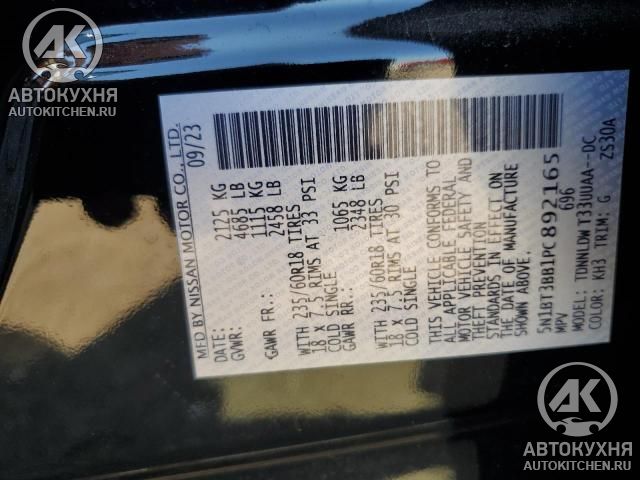 AK
АВТОКУХНЯ
AUTOKITCHEN.RU
MFD BY NISSAN MOTOR CO., LTD.
DATE: 09/23
GVWR: 2125 KG
4685 LB
GAWR FR.: 1115 KG
2458 LB
WITH 235/60R18 TIRES
18 X 7.5 RIMS AT 33 PSI
COLD SINGLE
GAWR RR.: 1065 KG
2348 LB
WITH 235/60R18 TIRES
18 X 7.5 RIMS AT 30 PSI
COLD SINGLE
THIS VEHICLE CONFORMS TO
ALL APPLICABLE FEDERAL
MOTOR VEHICLE SAFETY AND
THEFT PREVENTION
STANDARDS IN EFFECT ON
THE DATE OF MANUFACTURE
SHOWN ABOVE.
5N1BT3BB1PC892165
MPV 696
MODEL: TDNNLDW T33UUAA--DC
COLOR: KH3 TRIM: G ZS30A
AK
АВТОКУХНЯ
AUTOKITCHEN.RU